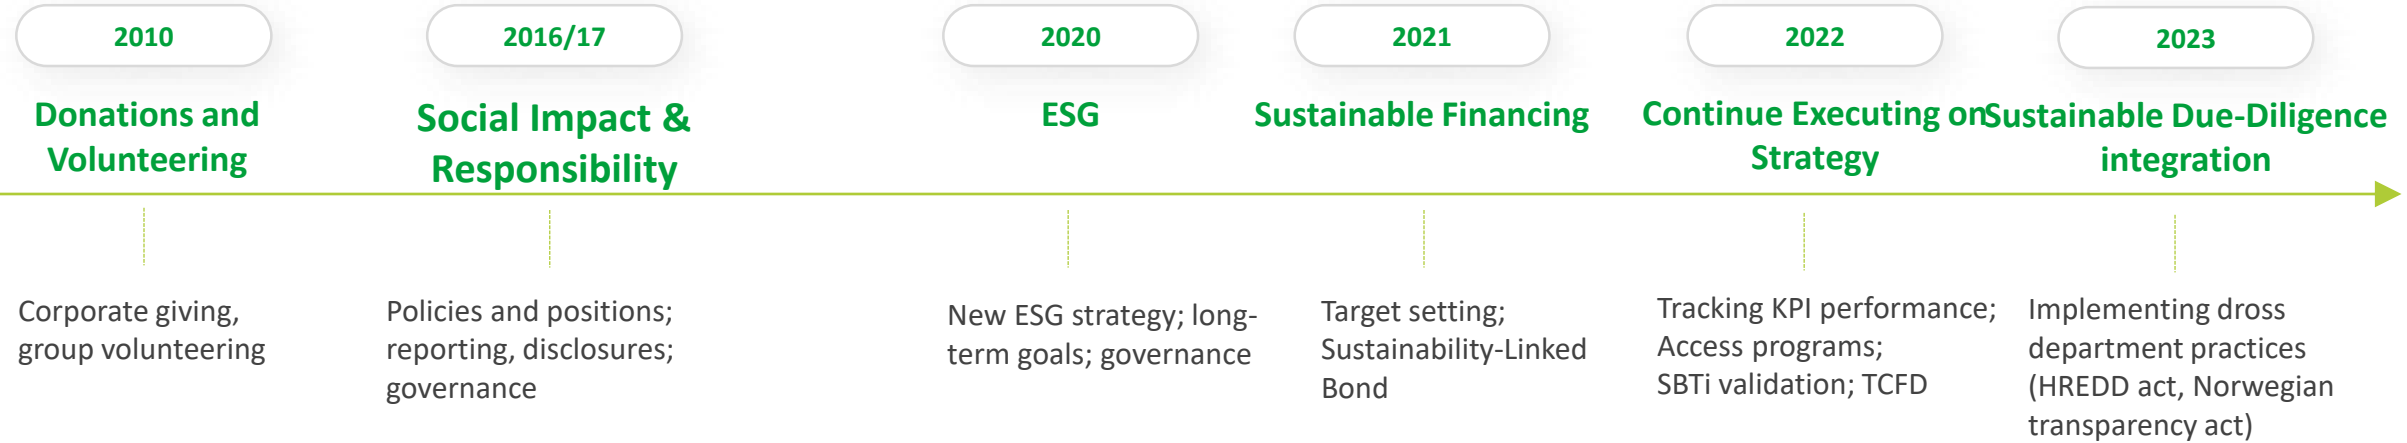 2010
Donations and
Volunteering
Corporate giving,
group volunteering
2016/17
Social Impact &
Responsibility
Policies and positions;
reporting, disclosures;
governance
2020
ESG
New ESG strategy; long-
term goals; governance
2021
Sustainable Financing
Target setting;
Sustainability-Linked
Bond
2022
Continue Executing on
Strategy
Tracking KPI performance;
Access programs;
SBTi validation; TCFD
2023
Sustainable Due-Diligence
integration
Implementing dross
department practices
(HREDD act, Norwegian
transparency act)